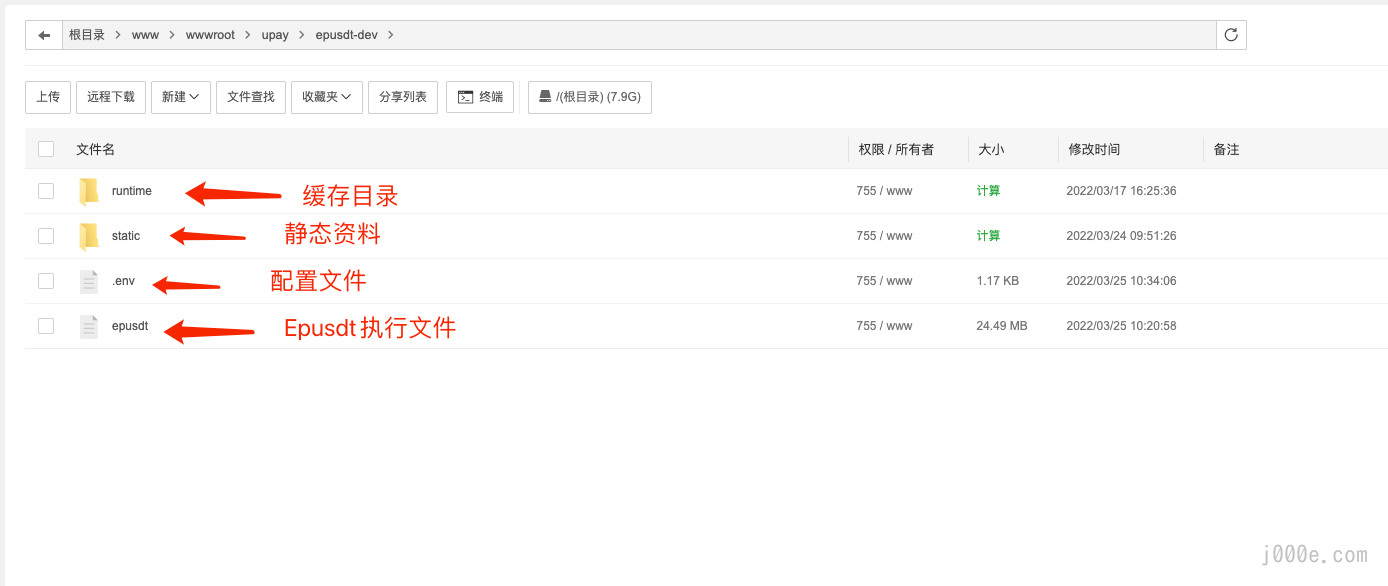 根目录 > www > wwwroot > upay > epusdt-dev >
上传 远程下载 新建 文件查找 收藏夹 分享列表 终端 /(根目录) (7.9G)
文件名 权限 / 所有者 大小 修改时间 备注
runtime 缓存目录 755 / www 计算 2022/03/17 16:25:36
static 静态资料 755 / www 计算 2022/03/24 09:51:26
.env 配置文件 755 / www 1.17 KB 2022/03/25 10:34:06
epusdt Epusdt执行文件 755 / www 24.49 MB 2022/03/25 10:20:58
j000e.com